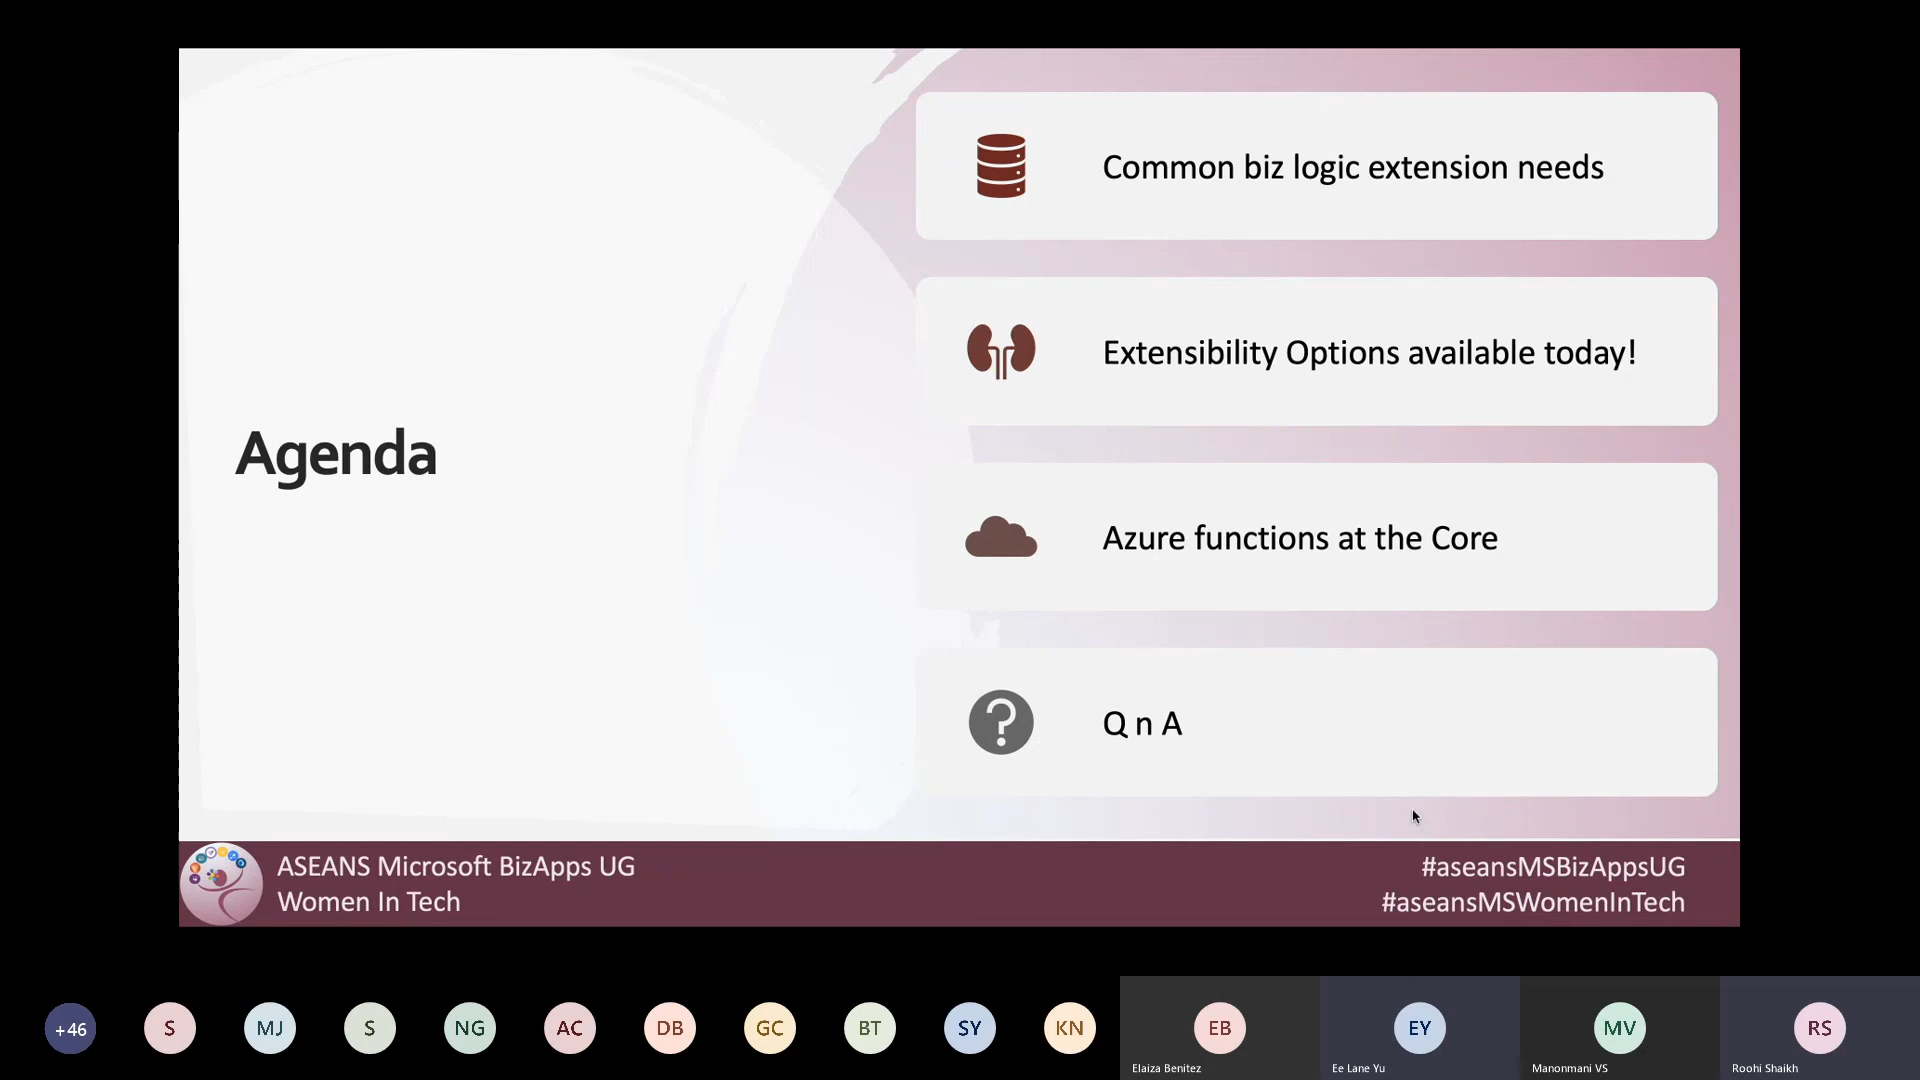 Agenda
Common biz logic extension needs
Extensibility Options available today!
Azure functions at the Core
Q n A
ASEANS Microsoft BizApps UG
Women In Tech
#aseansMSBizAppsUG
#aseansMSWomenInTech
+46
S
MJ
S
NG
AC
DB
GC
BT
SY
KN
EB
Elaiza Benitez
EY
Ee Lane Yu
MV
Manonmani VS
RS
Roohi Shaikh